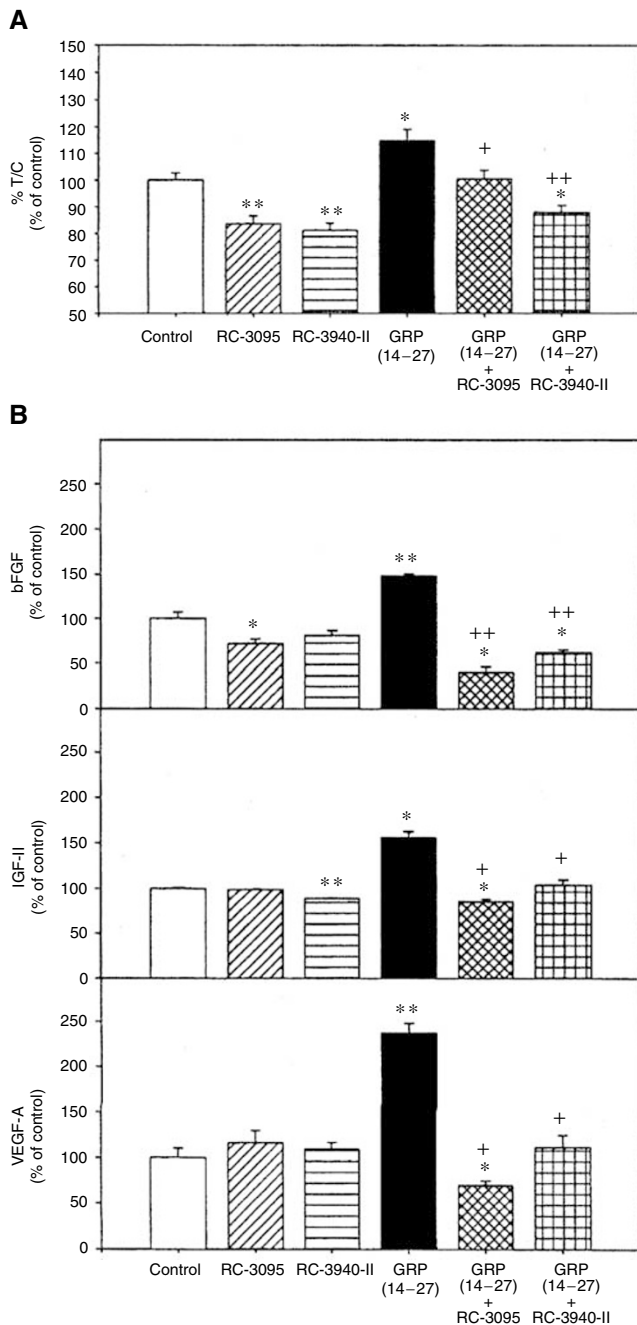 A
150
140
130
120
110
100
90
80
70
60
50
% T/C
(% of control)
**
**
*
+
++
*
Control
RC-3095
RC-3940-II
GRP
(14–27)
GRP
(14–27)
+
RC-3095
GRP
(14–27)
+
RC-3940-II
B
250
200
150
100
50
0
bFGF
(% of control)
*
**
++
*
++
*
250
200
150
100
50
0
IGF-II
(% of control)
**
*
+
*
+
250
200
150
100
50
0
VEGF-A
(% of control)
**
+
*
+
Control
RC-3095
RC-3940-II
GRP
(14–27)
GRP
(14–27)
+
RC-3095
GRP
(14–27)
+
RC-3940-II